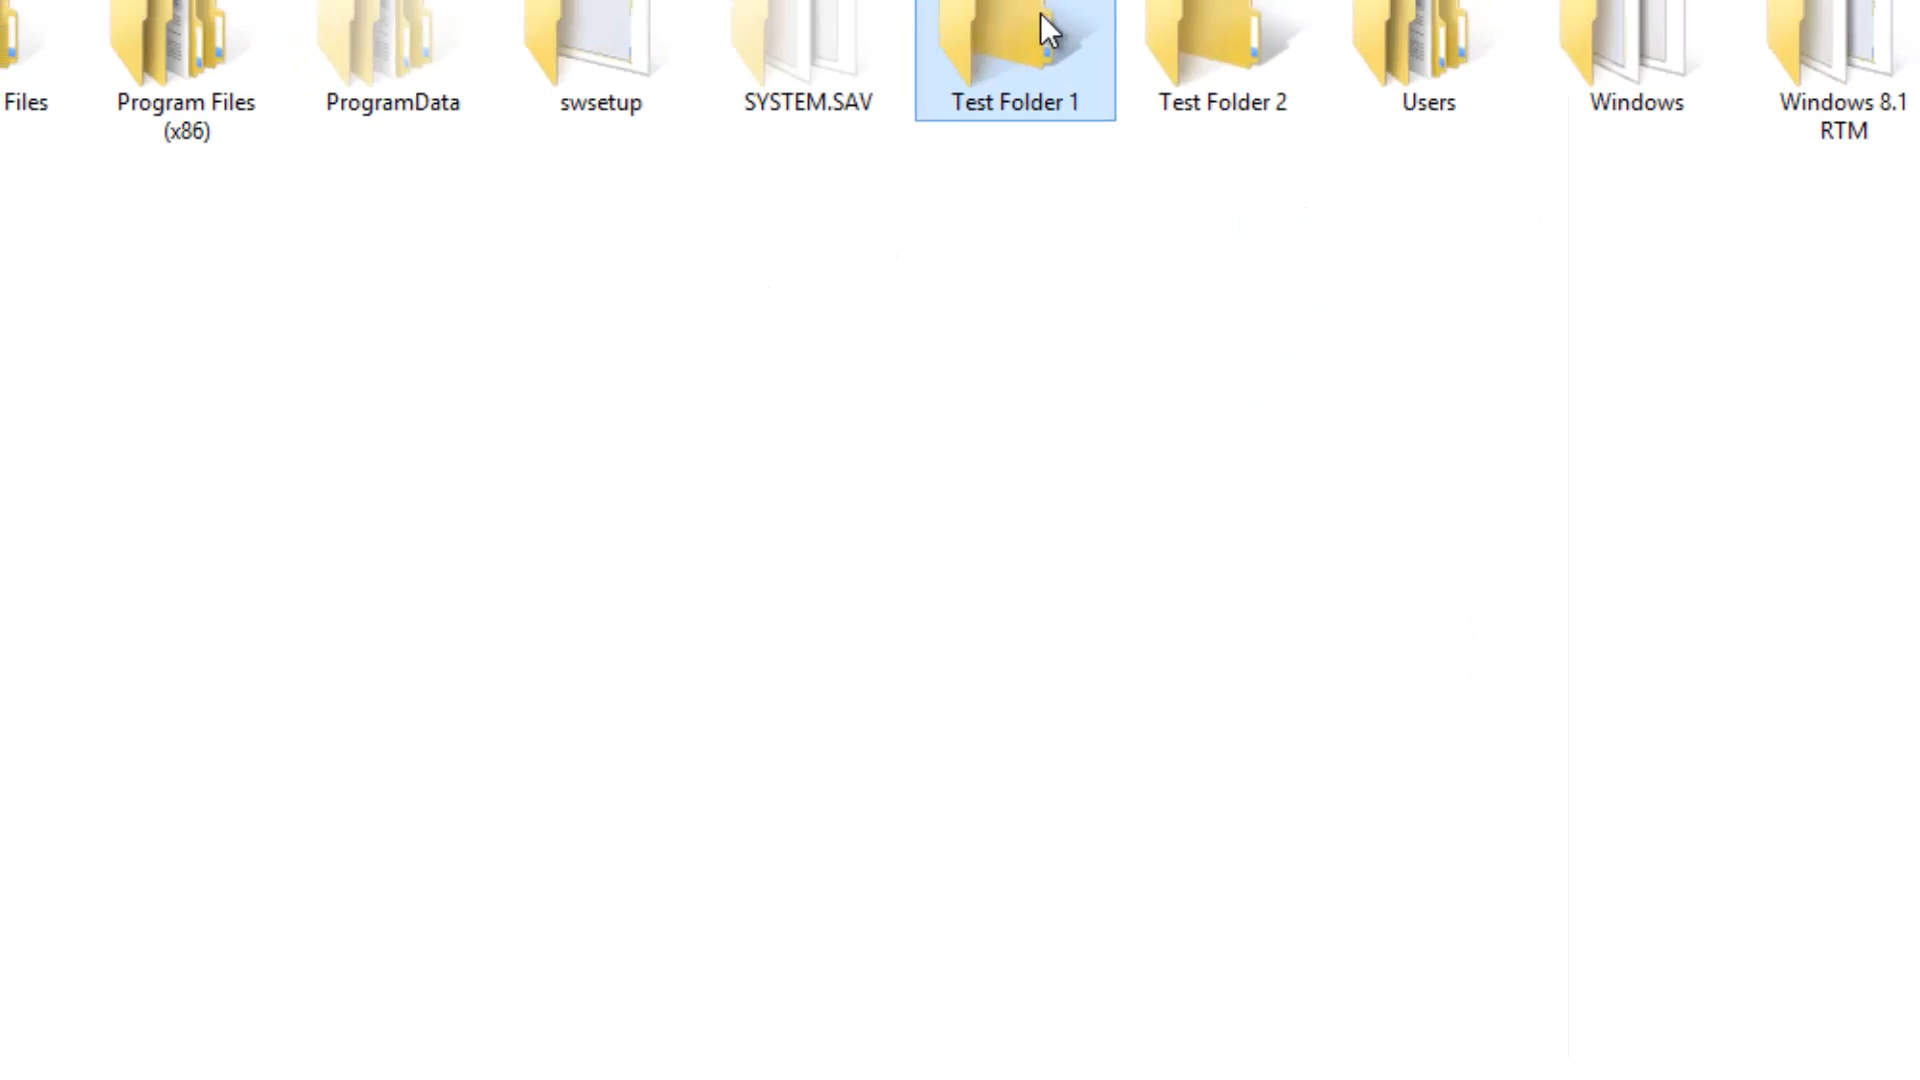 Files
Program Files
(x86)
ProgramData
swsetup
SYSTEM.SAV
Test Folder 1
Test Folder 2
Users
Windows
Windows 8.1
RTM